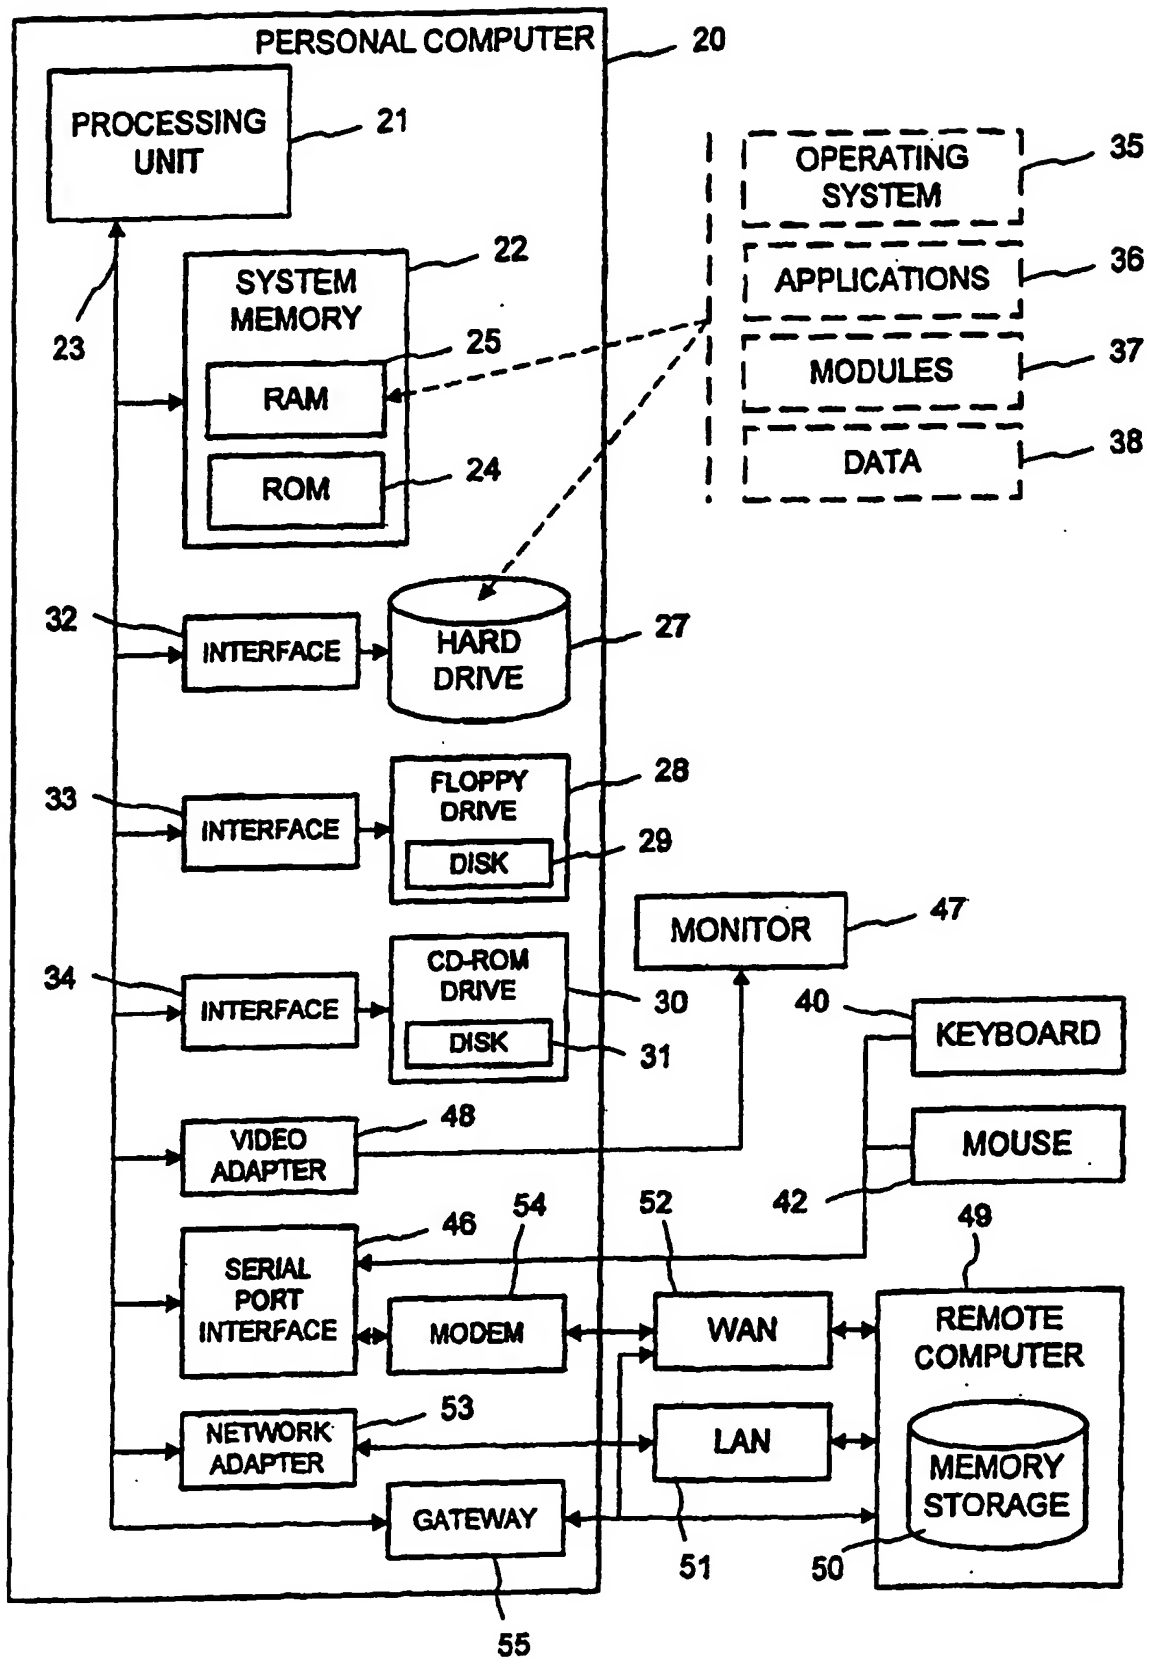 PERSONAL COMPUTER
20
PROCESSING
UNIT
21
23
SYSTEM
MEMORY
22
RAM
25
ROM
24
OPERATING
SYSTEM
35
APPLICATIONS
36
MODULES
37
DATA
38
32
INTERFACE
HARD
DRIVE
27
33
INTERFACE
FLOPPY
DRIVE
28
DISK
29
34
INTERFACE
CD-ROM
DRIVE
30
DISK
31
MONITOR
47
40
KEYBOARD
MOUSE
42
VIDEO
ADAPTER
48
SERIAL
PORT
INTERFACE
46
MODEM
54
WAN
52
49
REMOTE
COMPUTER
MEMORY
STORAGE
50
NETWORK
ADAPTER
53
LAN
51
GATEWAY
55